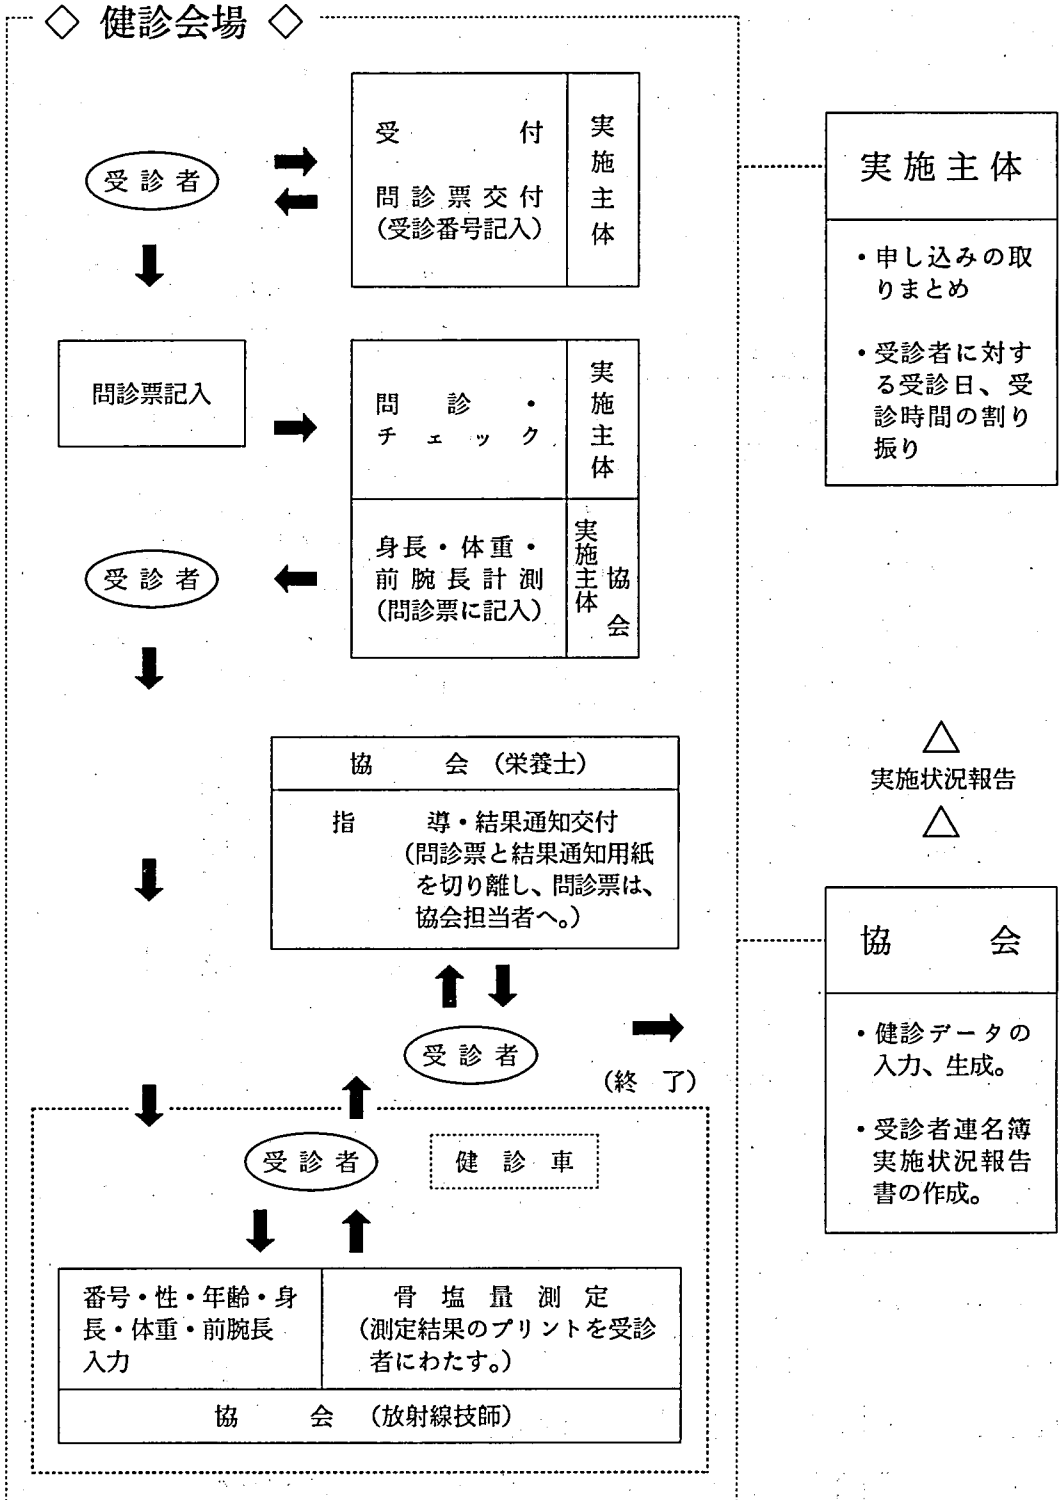 ◇ 健診会場 ◇
受診者
受付
問診票交付
(受診番号記入)
実施主体
問診票記入
問診・
チェック
実施主体
受診者
身長・体重・
前腕長計測
(問診票に記入)
実施主体
協会
協会（栄養士）
指導・結果通知交付
(問診票と結果通知用紙
を切り離し、問診票は、
協会担当者へ。)
受診者
(終了)
受診者
健診車
番号・性・年齢・身
長・体重・前腕長
入力
骨塩量測定
(測定結果のプリントを受診
者にわたす。)
協会（放射線技師）
実施主体
・申し込みの取
りまとめ
・受診者に対す
る受診日、受
診時間の割り
振り
△
実施状況報告
△
協会
・健診データの
入力、生成。
・受診者連名簿
実施状況報告
書の作成。